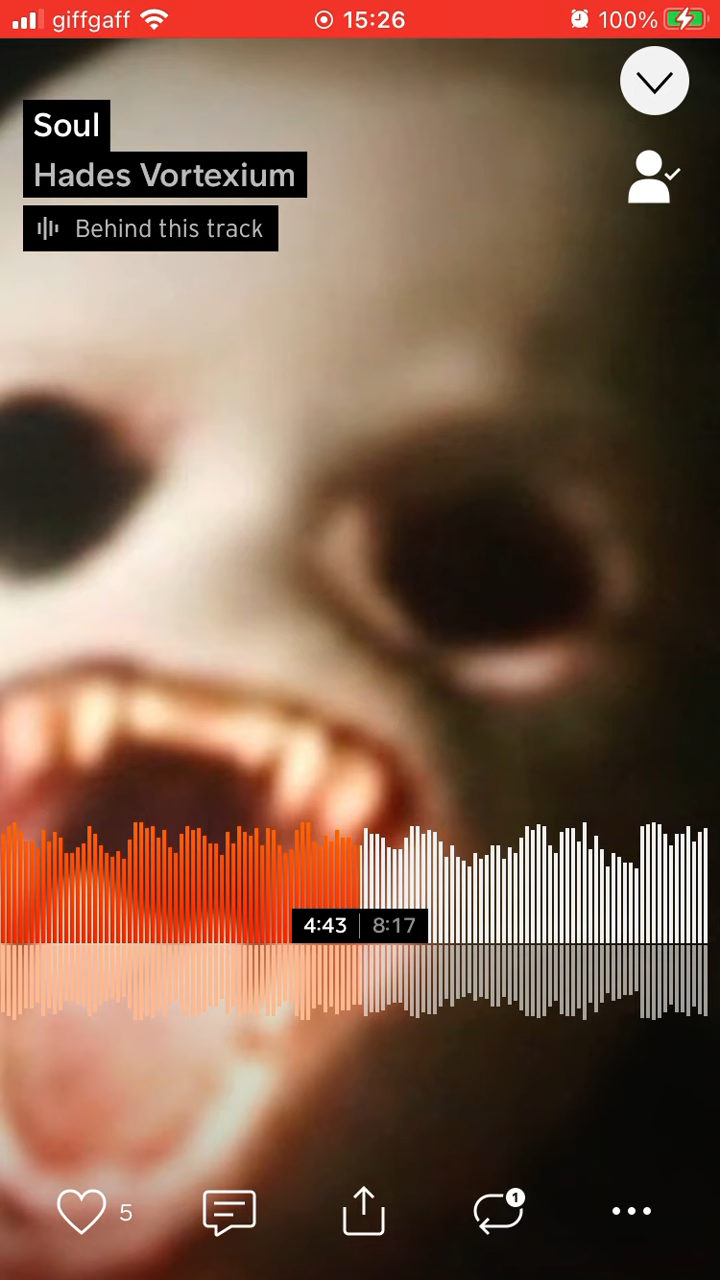 giffgaff 15:26 100%
Soul
Hades Vortexium
Behind this track
4:43 8:17
5
1